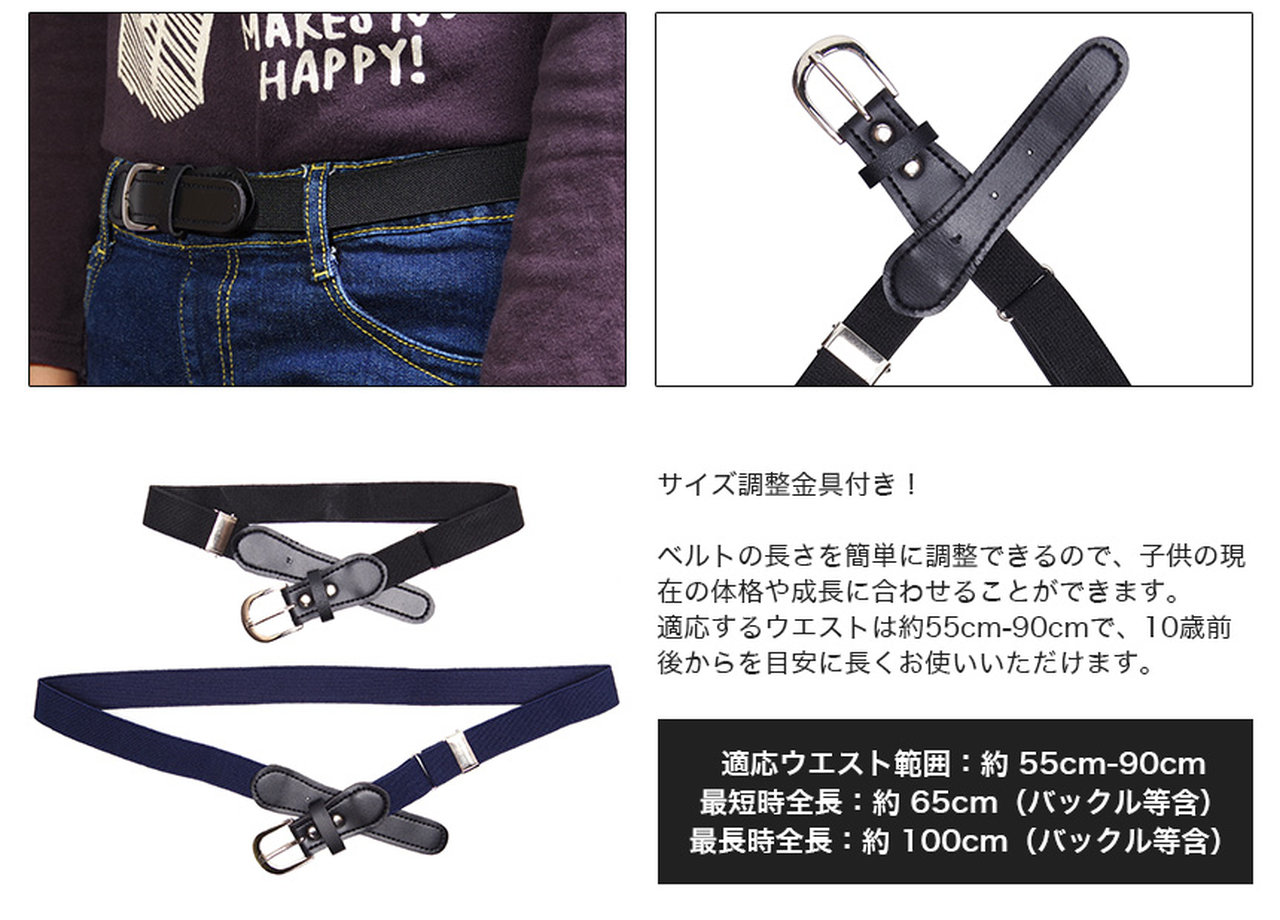 MAKES YOU
HAPPY!
サイズ調整金具付き！
ベルトの長さを簡単に調整できるので、子供の現
在の体格や成長に合わせることができます。
適応するウエストは約55cm-90cmで、10歳前
後からを目安に長くお使いいただけます。
適応ウエスト範囲：約 55cm-90cm
最短時全長：約 65cm（バックル等含）
最長時全長：約 100cm（バックル等含）